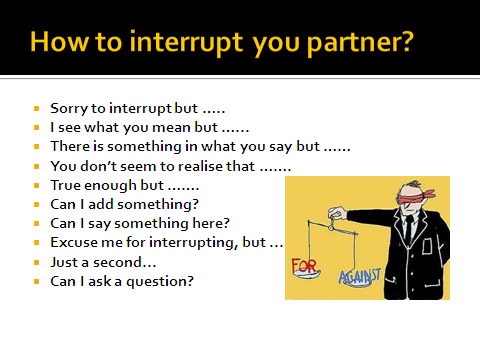 How to interrupt you partner?
Sorry to interrupt but …..
I see what you mean but ……
There is something in what you say but ……
You don’t seem to realise that …….
True enough but …….
Can I add something?
Can I say something here?
Excuse me for interrupting, but …
Just a second…
Can I ask a question?
FOR
AGAINST